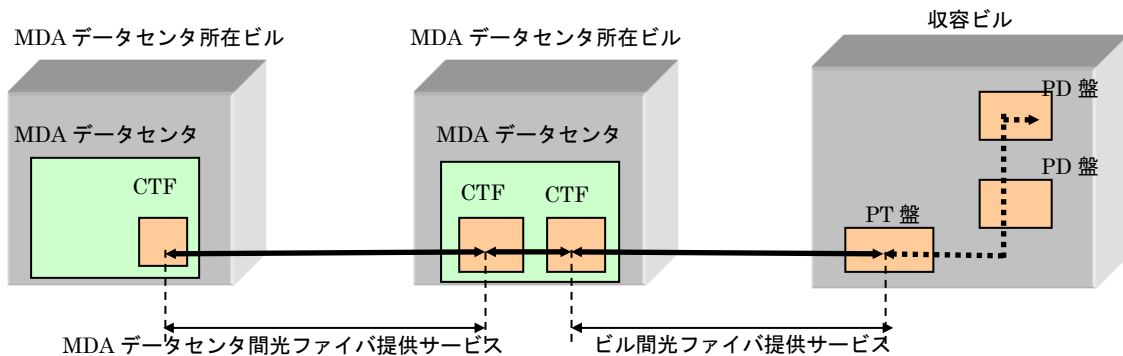 MDA データセンタ所在ビル
MDA データセンタ所在ビル
収容ビル
PD 盤
MDA データセンタ
MDA データセンタ
PD 盤
CTF
CTF
CTF
PT 盤
MDA データセンタ間光ファイバ提供サービス
ビル間光ファイバ提供サービス